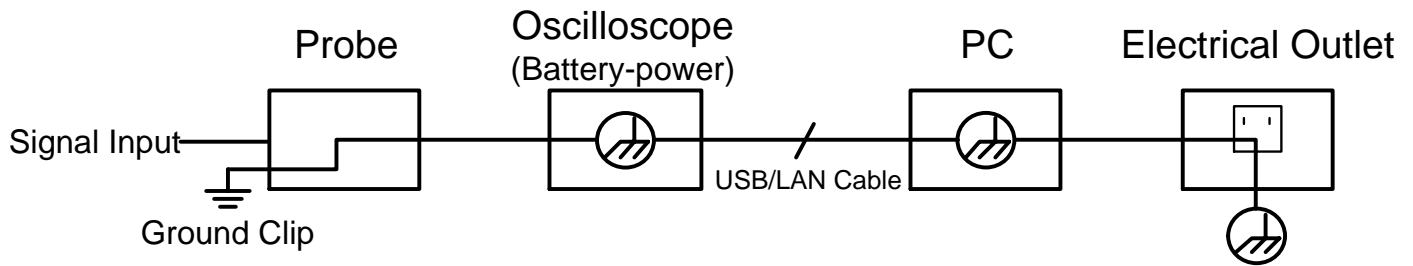 Probe
Oscilloscope
(Battery-power)
PC
Electrical Outlet
Signal Input
USB/LAN Cable
Ground Clip